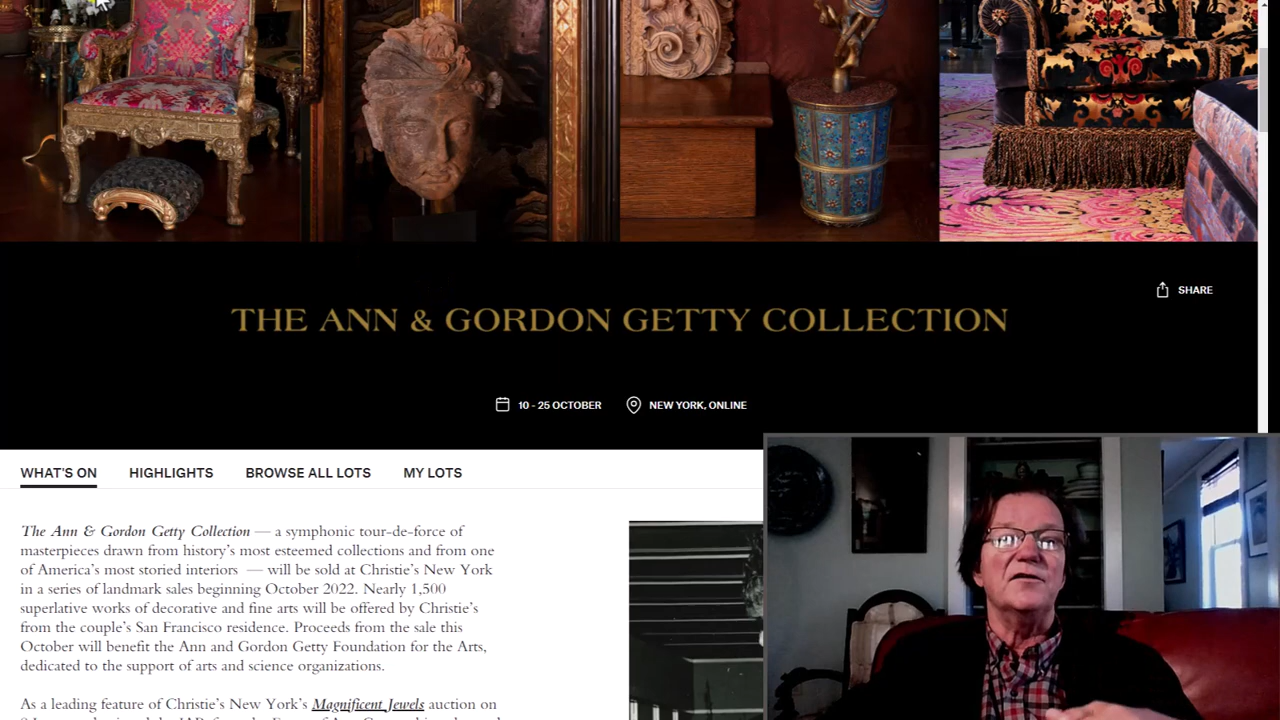 SHARE
THE ANN & GORDON GETTY COLLECTION
10 - 25 OCTOBER
NEW YORK, ONLINE
WHAT'S ON
HIGHLIGHTS
BROWSE ALL LOTS
MY LOTS
The Ann & Gordon Getty Collection — a symphonic tour-de-force of
masterpieces drawn from history's most esteemed collections and from one
of America's most storied interiors — will be sold at Christie's New York
in a series of landmark sales beginning October 2022. Nearly 1,500
superlative works of decorative and fine arts will be offered by Christie's
from the couple's San Francisco residence. Proceeds from the sale this
October will benefit the Ann and Gordon Getty Foundation for the Arts,
dedicated to the support of arts and science organizations.
As a leading feature of Christie's New York's Magnificent Jewels auction on